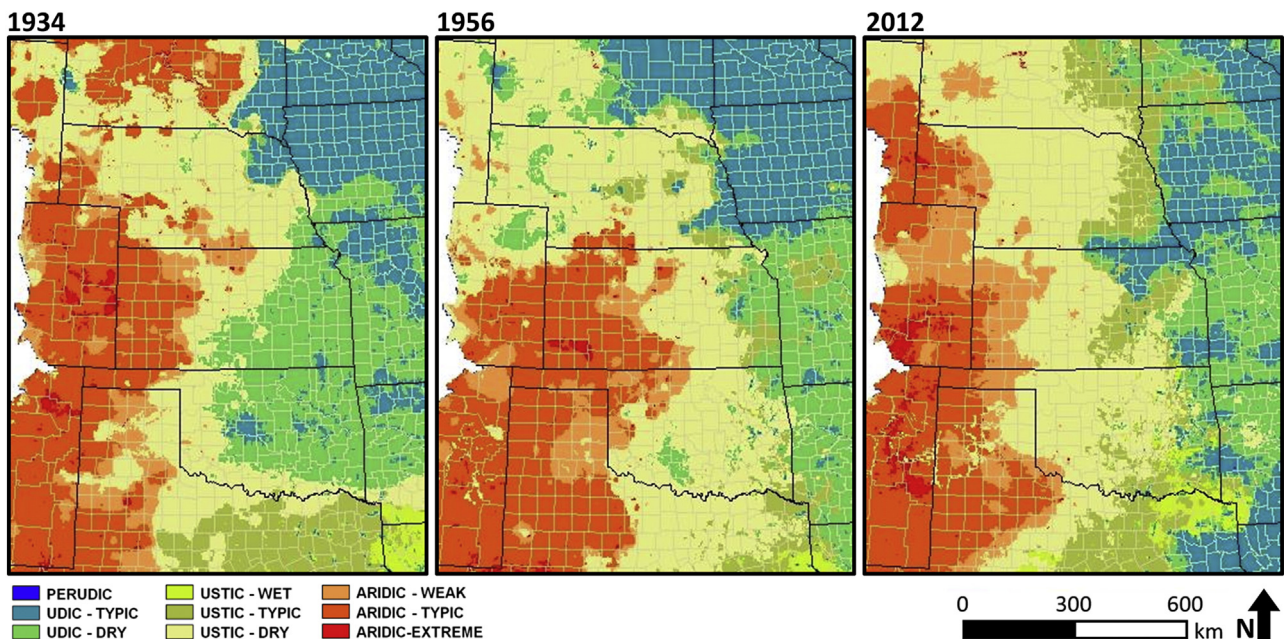 1934 1956 2012
PERUDIC USTIC - WET ARIDIC - WEAK
UDIC - TYPIC USTIC - TYPIC ARIDIC - TYPIC
UDIC - DRY USTIC - DRY ARIDIC-EXTREME
0 300 600
km N